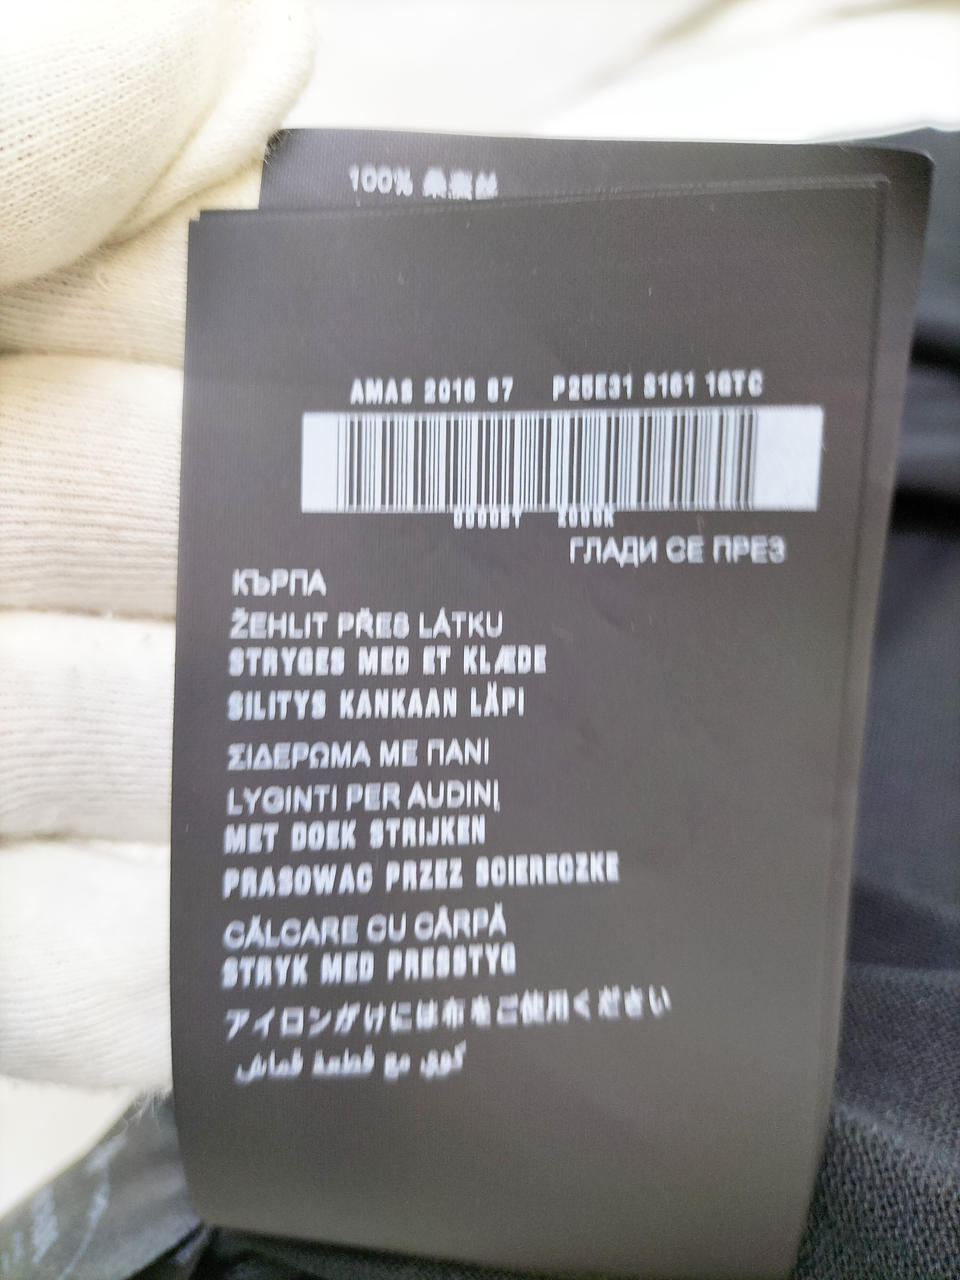 100% 桑蚕丝
AMAS 2016 67 P25E31 S161 1GTC
ГЛАДИ СЕ ПРЕЗ
КЪРПА
ŽEHLIT PŘES LÁTKU
STRYGES MED ET KLÆDE
SILITYS KANKAAN LÄPI
ΣΙΔΕΡΩΜΑ ΜΕ ΠΑΝΙ
LYGINTI PER AUDINĮ
MET DOEK STRIJKEN
PRASOWAC PRZEZ SCIERECZKE
CĂLCARE CU CÂRPĂ
STRYK MED PRESSTYG
アイロンがけには布をご使用ください
كوي مع قطعة قماش